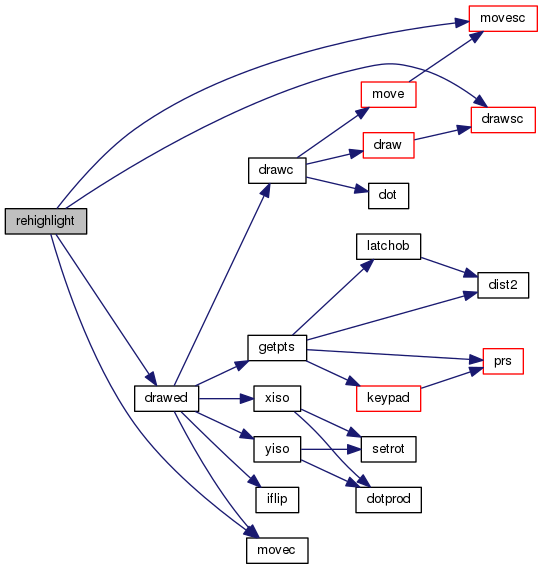 movesc
move
drawsc
draw
drawc
dot
rehighlight
latchob
dist2
getpts
prs
keypad
drawed
xiso
yiso
setrot
iflip
dotprod
movec